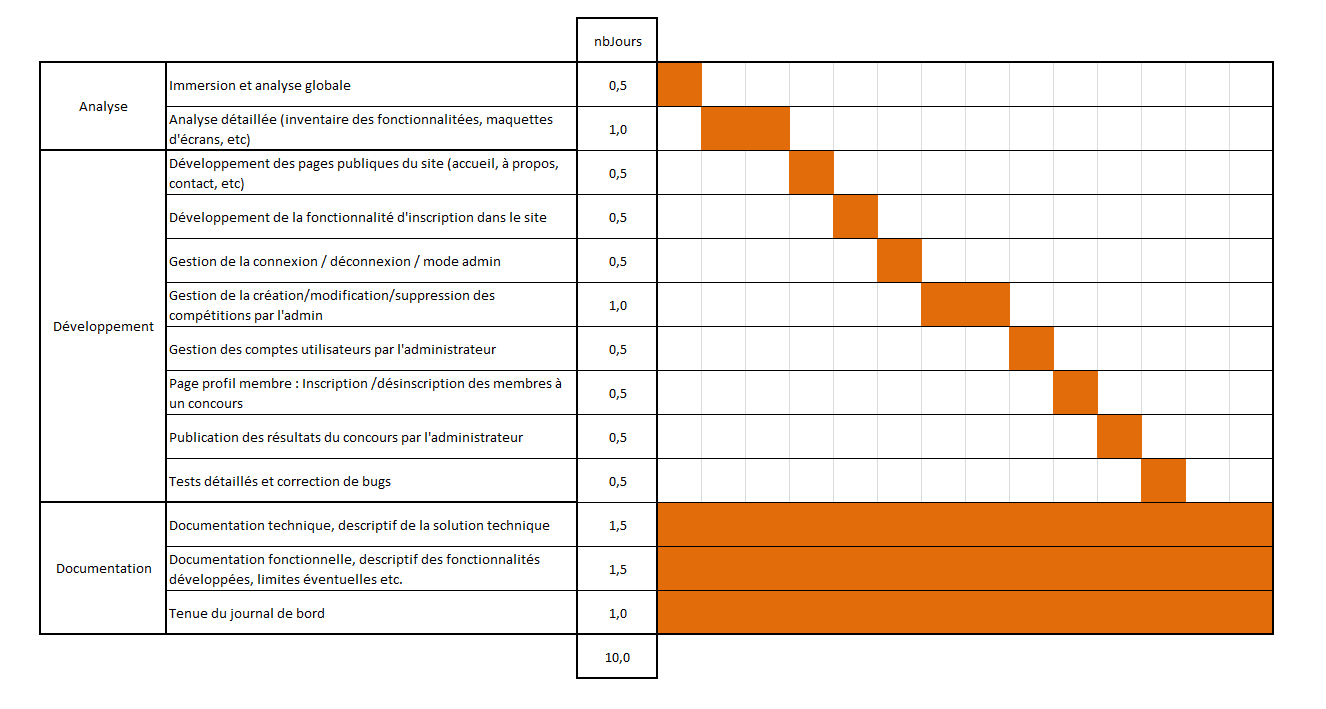 nbJours
Analyse
Immersion et analyse globale
0,5
Analyse détaillée (inventaire des fonctionnalitées, maquettes
d'écrans, etc)
1,0
Développement
Développement des pages publiques du site (accueil, à propos,
contact, etc)
0,5
Développement de la fonctionnalité d'inscription dans le site
0,5
Gestion de la connexion / déconnexion / mode admin
0,5
Gestion de la création/modification/suppression des
compétitions par l'admin
1,0
Gestion des comptes utilisateurs par l'administrateur
0,5
Page profil membre : Inscription /désinscription des membres à
un concours
0,5
Publication des résultats du concours par l'administrateur
0,5
Tests détaillés et correction de bugs
0,5
Documentation
Documentation technique, descriptif de la solution technique
1,5
Documentation fonctionnelle, descriptif des fonctionnalités
développées, limites éventuelles etc.
1,5
Tenue du journal de bord
1,0
10,0